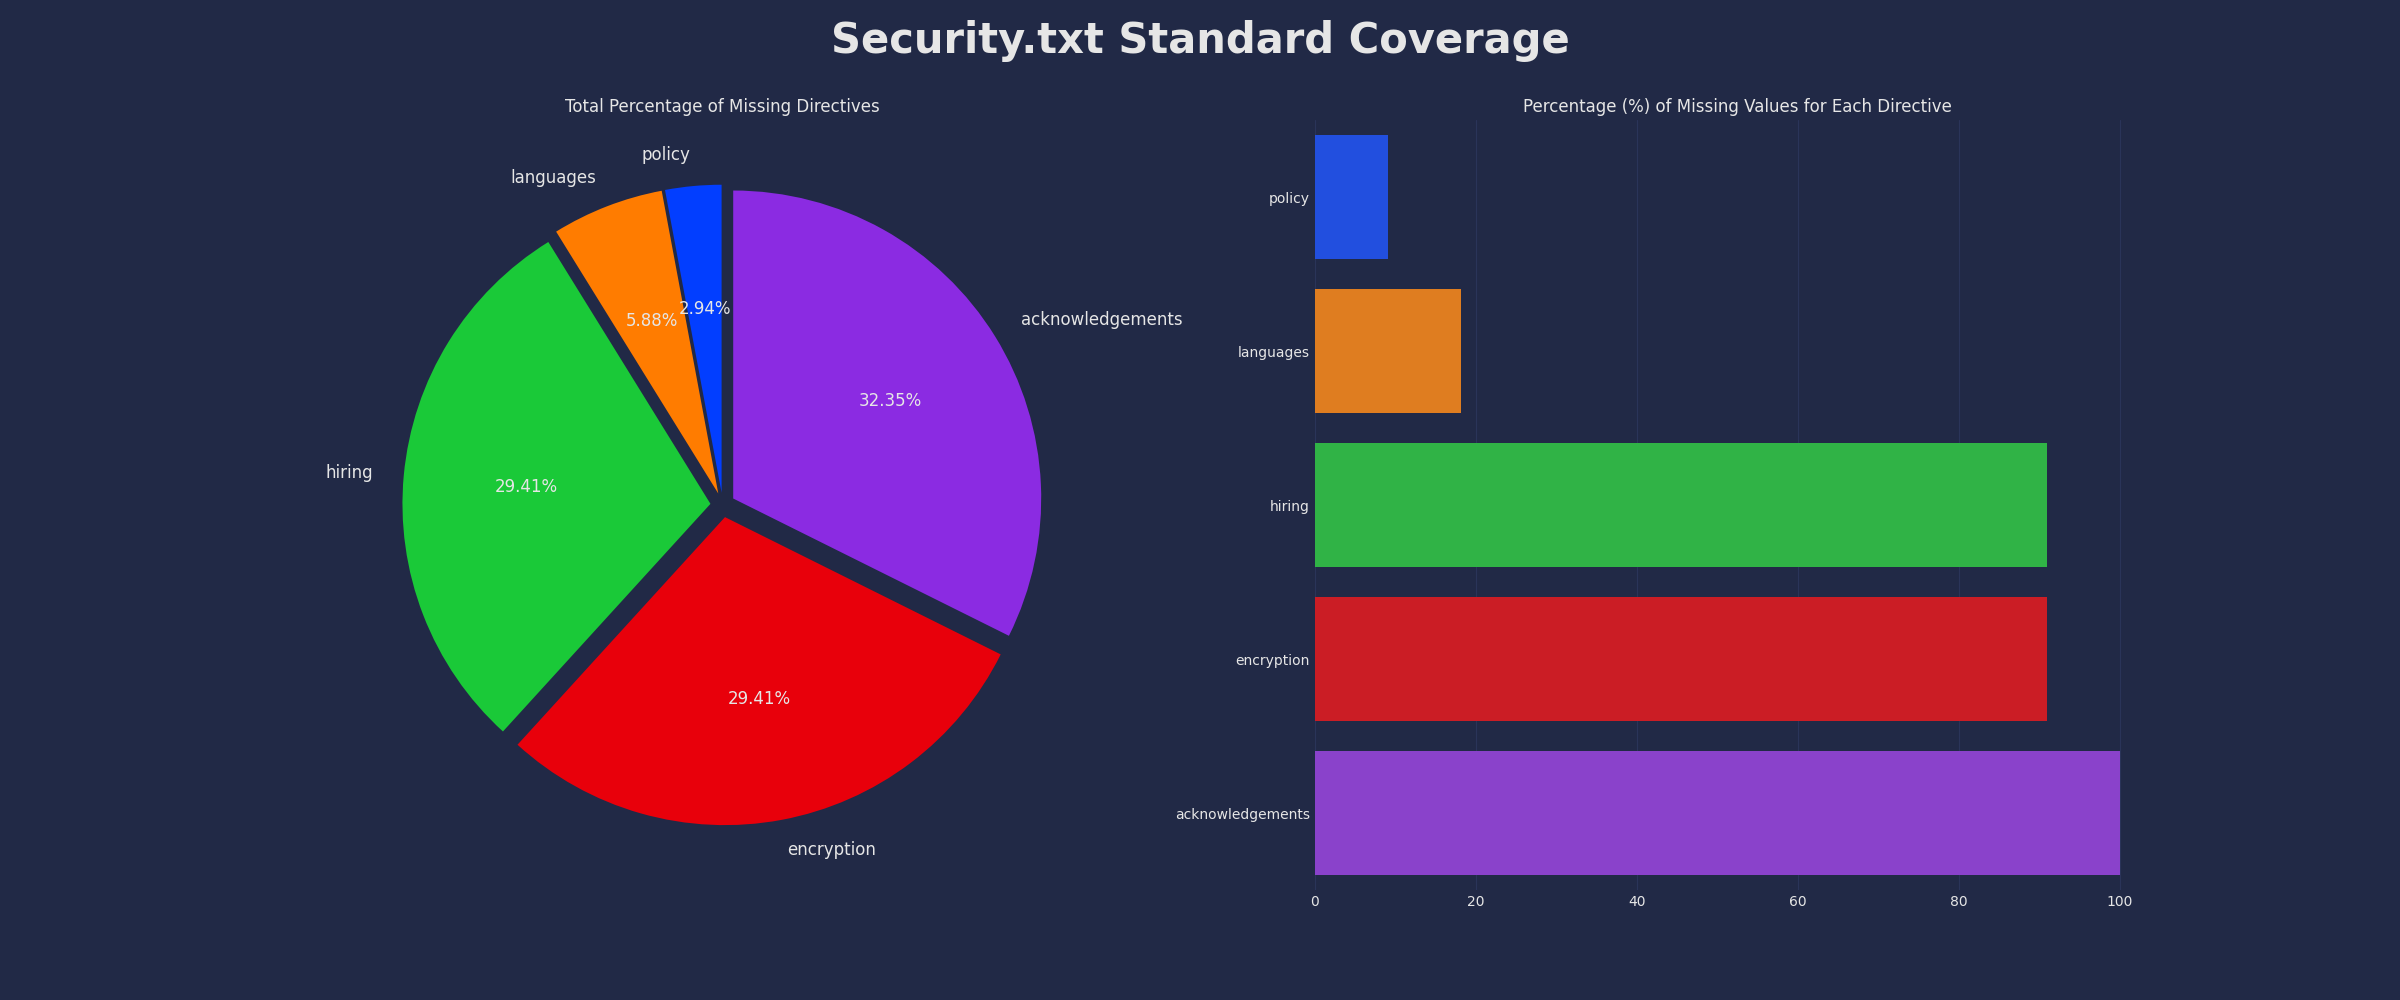 Security.txt Standard Coverage
Total Percentage of Missing Directives
policy
languages
hiring
encryption
acknowledgements
2.94%
5.88%
29.41%
29.41%
32.35%
Percentage (%) of Missing Values for Each Directive
policy
languages
hiring
encryption
acknowledgements
0 20 40 60 80 100